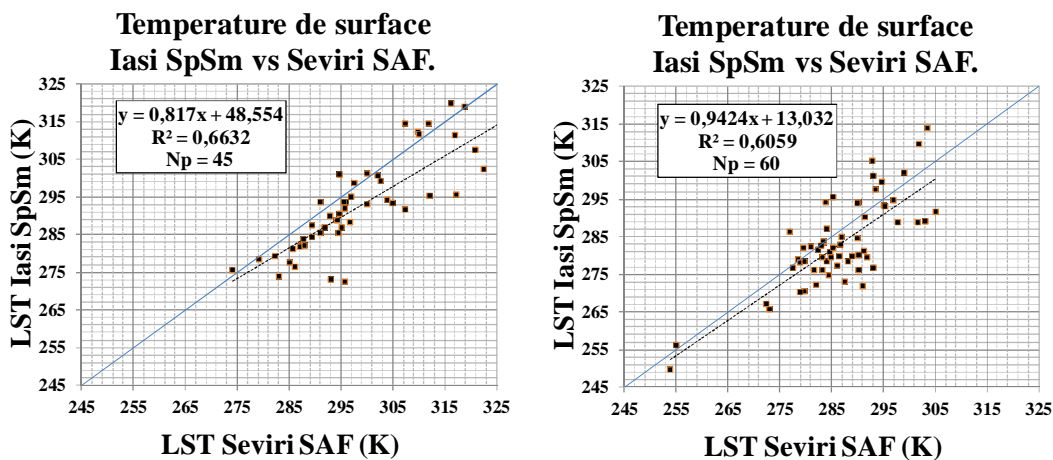 Temperature de surface
Iasi SpSm vs Seviri SAF.
325
315
305
295
285
275
265
255
245
LST Iasi SpSm (K)
y = 0,817x + 48,554
R² = 0,6632
Np = 45
245 255 265 275 285 295 305 315 325
LST Seviri SAF (K)
Temperature de surface
Iasi SpSm vs Seviri SAF.
325
315
305
295
285
275
265
255
245
LST Iasi SpSm (K)
y = 0,9424x + 13,032
R² = 0,6059
Np = 60
245 255 265 275 285 295 305 315 325
LST Seviri SAF (K)